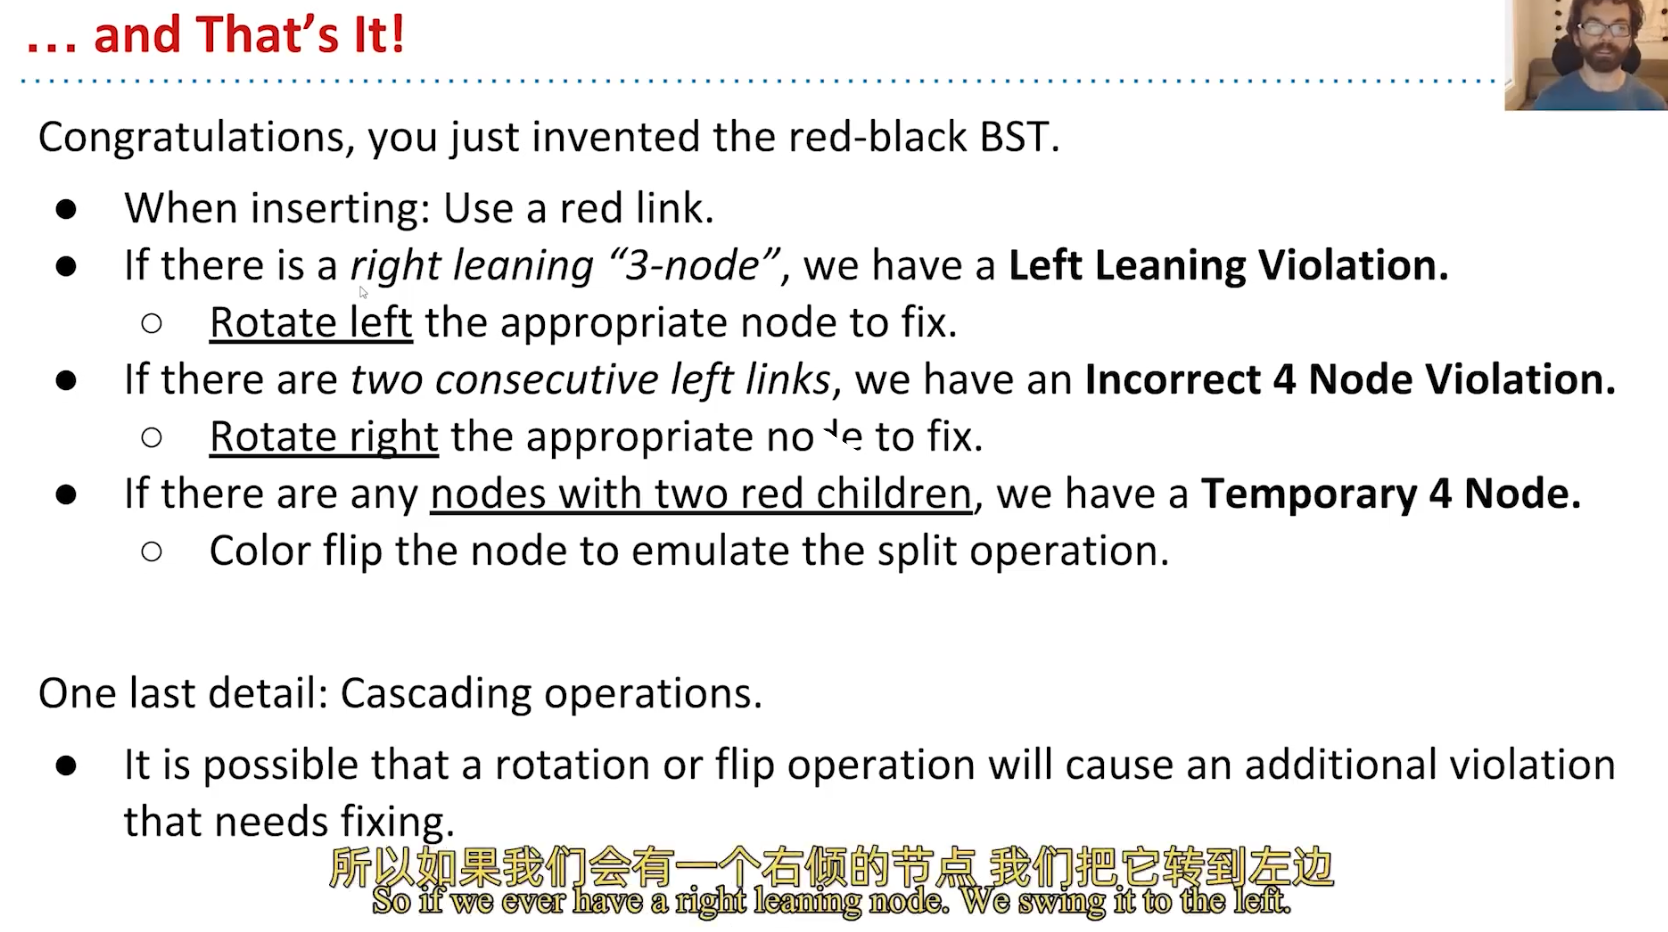 ... and That's It!
Congratulations, you just invented the red-black BST.
● When inserting: Use a red link.
● If there is a right leaning “3-node”, we have a Left Leaning Violation.
○ Rotate left the appropriate node to fix.
● If there are two consecutive left links, we have an Incorrect 4 Node Violation.
○ Rotate right the appropriate node to fix.
● If there are any nodes with two red children, we have a Temporary 4 Node.
○ Color flip the node to emulate the split operation.
One last detail: Cascading operations.
● It is possible that a rotation or flip operation will cause an additional violation
that needs fixing.
所以如果我们会有一个右倾的节点 我们把它转到左边
So if we ever have a right leaning node. We swing it to the left.